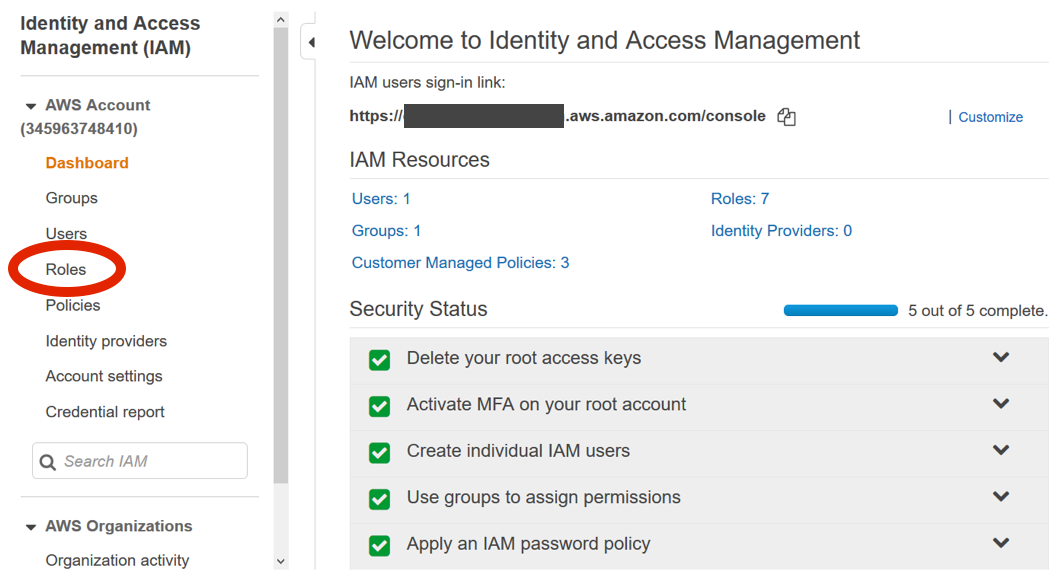 Identity and Access
Management (IAM)
AWS Account
(345963748410)
Dashboard
Groups
Users
Roles
Policies
Identity providers
Account settings
Credential report
Search IAM
AWS Organizations
Organization activity
Welcome to Identity and Access Management
IAM users sign-in link:
https://
.aws.amazon.com/console
| Customize
IAM Resources
Users: 1
Roles: 7
Groups: 1
Identity Providers: 0
Customer Managed Policies: 3
Security Status
5 out of 5 complete.
Delete your root access keys
Activate MFA on your root account
Create individual IAM users
Use groups to assign permissions
Apply an IAM password policy